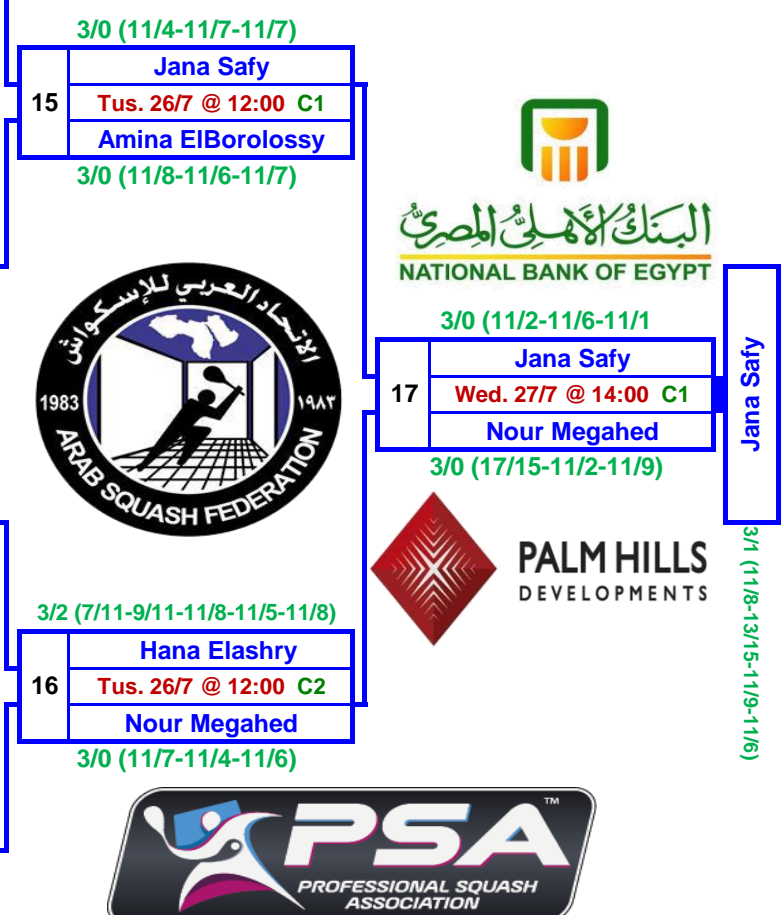 3/0 (11/4-11/7-11/7)
15
Jana Safy
Tus. 26/7 @ 12:00 C1
Amina ElBorolossy
3/0 (11/8-11/6-11/7)
البنك الأهلي المصري
NATIONAL BANK OF EGYPT
الاتحاد العربي للإسكواش
1983
١٩٨٣
ARAB SQUASH FEDERATION
3/0 (11/2-11/6-11/1
17
Jana Safy
Wed. 27/7 @ 14:00 C1
Nour Megahed
3/0 (17/15-11/2-11/9)
Jana Safy
3/1 (11/8-13/15-11/9-11/6)
PALM HILLS
DEVELOPMENTS
3/2 (7/11-9/11-11/8-11/5-11/8)
16
Hana Elashry
Tus. 26/7 @ 12:00 C2
Nour Megahed
3/0 (11/7-11/4-11/6)
PSA™
PROFESSIONAL SQUASH
ASSOCIATION